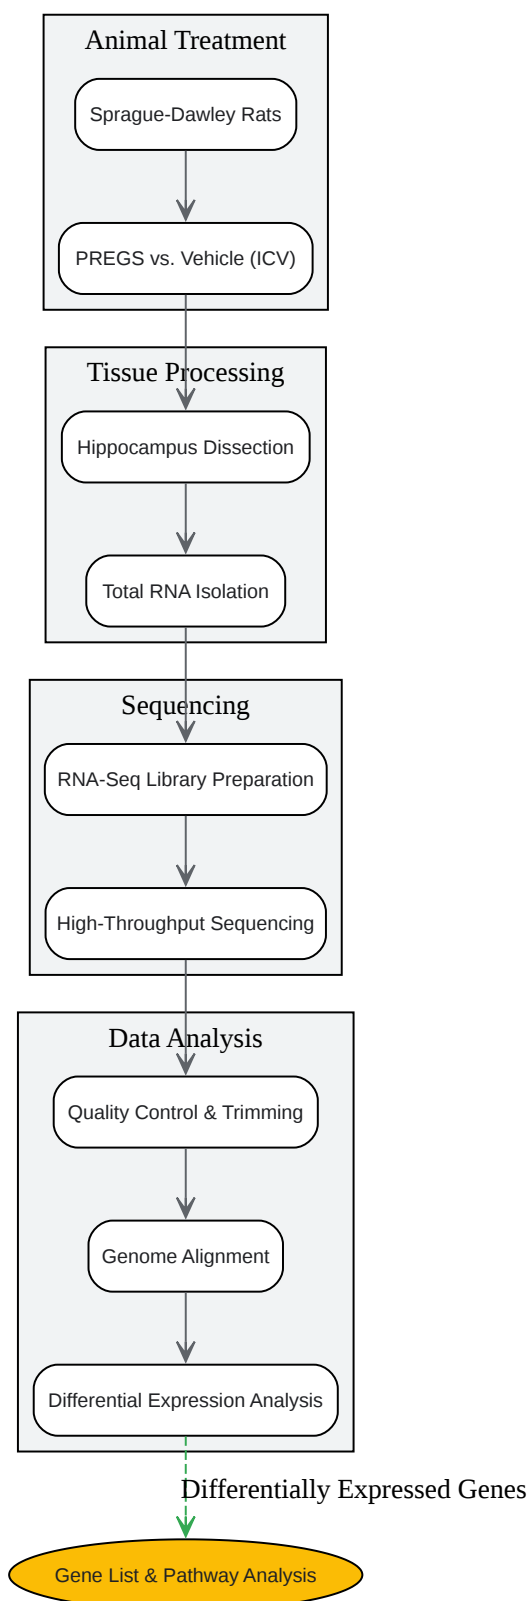 Animal Treatment
Sprague-Dawley Rats
PREGS vs. Vehicle (ICV)
Tissue Processing
Hippocampus Dissection
Total RNA Isolation
Sequencing
RNA-Seq Library Preparation
High-Throughput Sequencing
Data Analysis
Quality Control & Trimming
Genome Alignment
Differential Expression Analysis
Differentially Expressed Genes
Gene List & Pathway Analysis